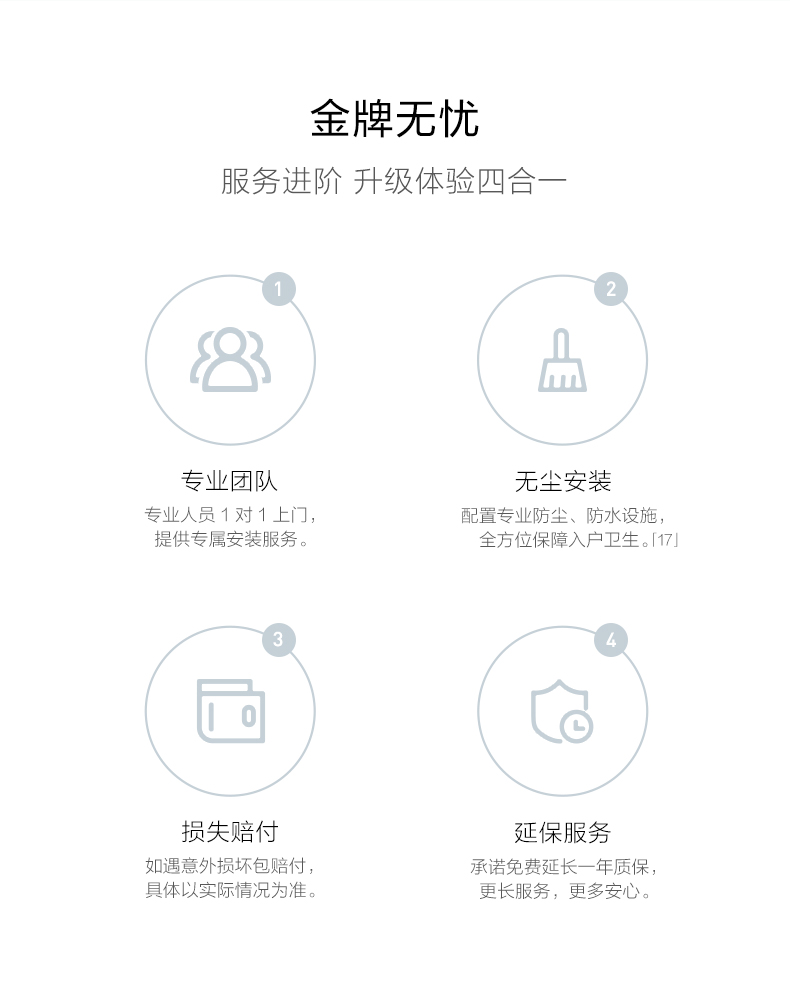 金牌无忧
服务进阶 升级体验四合一
1
专业团队
专业人员 1 对 1 上门，
提供专属安装服务。
2
无尘安装
配置专业防尘、防水设施，
全方位保障入户卫生。「17」
3
损失赔付
如遇意外损坏包赔付，
具体以实际情况为准。
4
延保服务
承诺免费延长一年质保，
更长服务，更多安心。